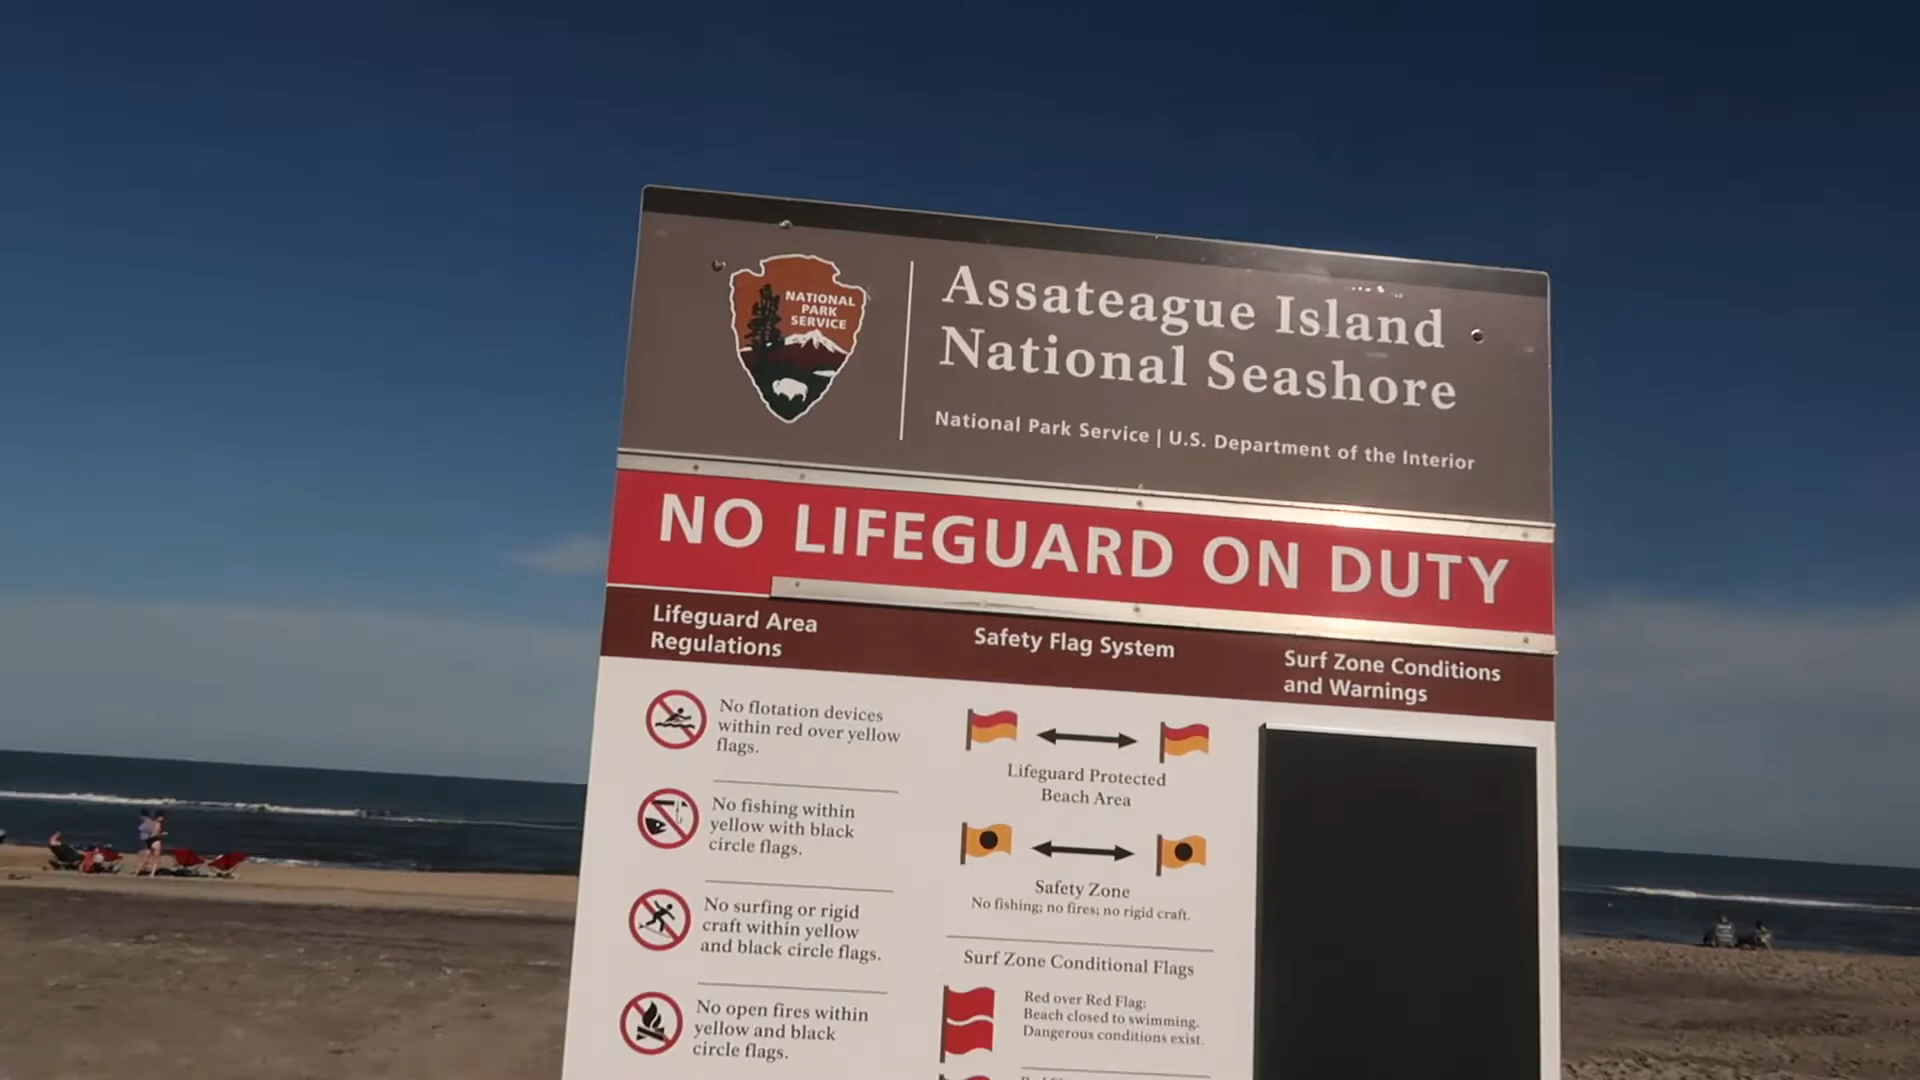 NATIONAL
PARK
SERVICE
Assateague Island
National Seashore
National Park Service | U.S. Department of the Interior
NO LIFEGUARD ON DUTY
Lifeguard Area
Regulations
No flotation devices
within red over yellow
flags.
No fishing within
yellow with black
circle flags.
No surfing or rigid
craft within yellow
and black circle flags.
No open fires within
yellow and black
circle flags.
Safety Flag System
Lifeguard Protected
Beach Area
Safety Zone
No fishing; no fires; no rigid craft.
Surf Zone Conditional Flags
Red over Red Flag:
Beach closed to swimming.
Dangerous conditions exist.
Surf Zone Conditions
and Warnings